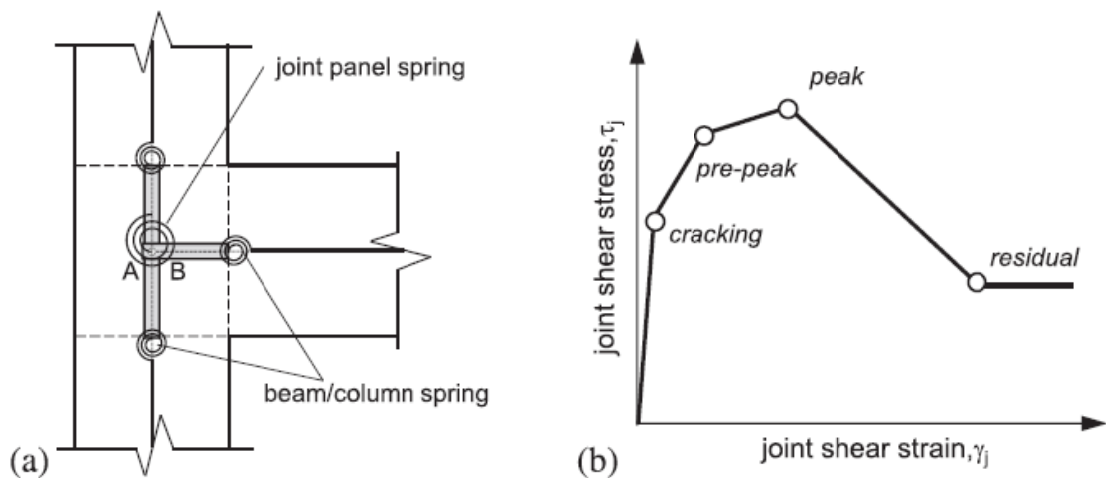 joint panel spring
A
B
beam/column spring
(a)
joint shear stress,τj
peak
pre-peak
cracking
residual
joint shear strain,γj
(b)